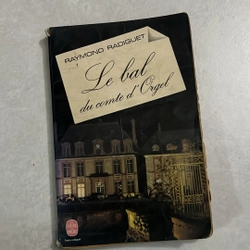 RAYMOND RADIGUET
Le bal
du comte d'Orgel